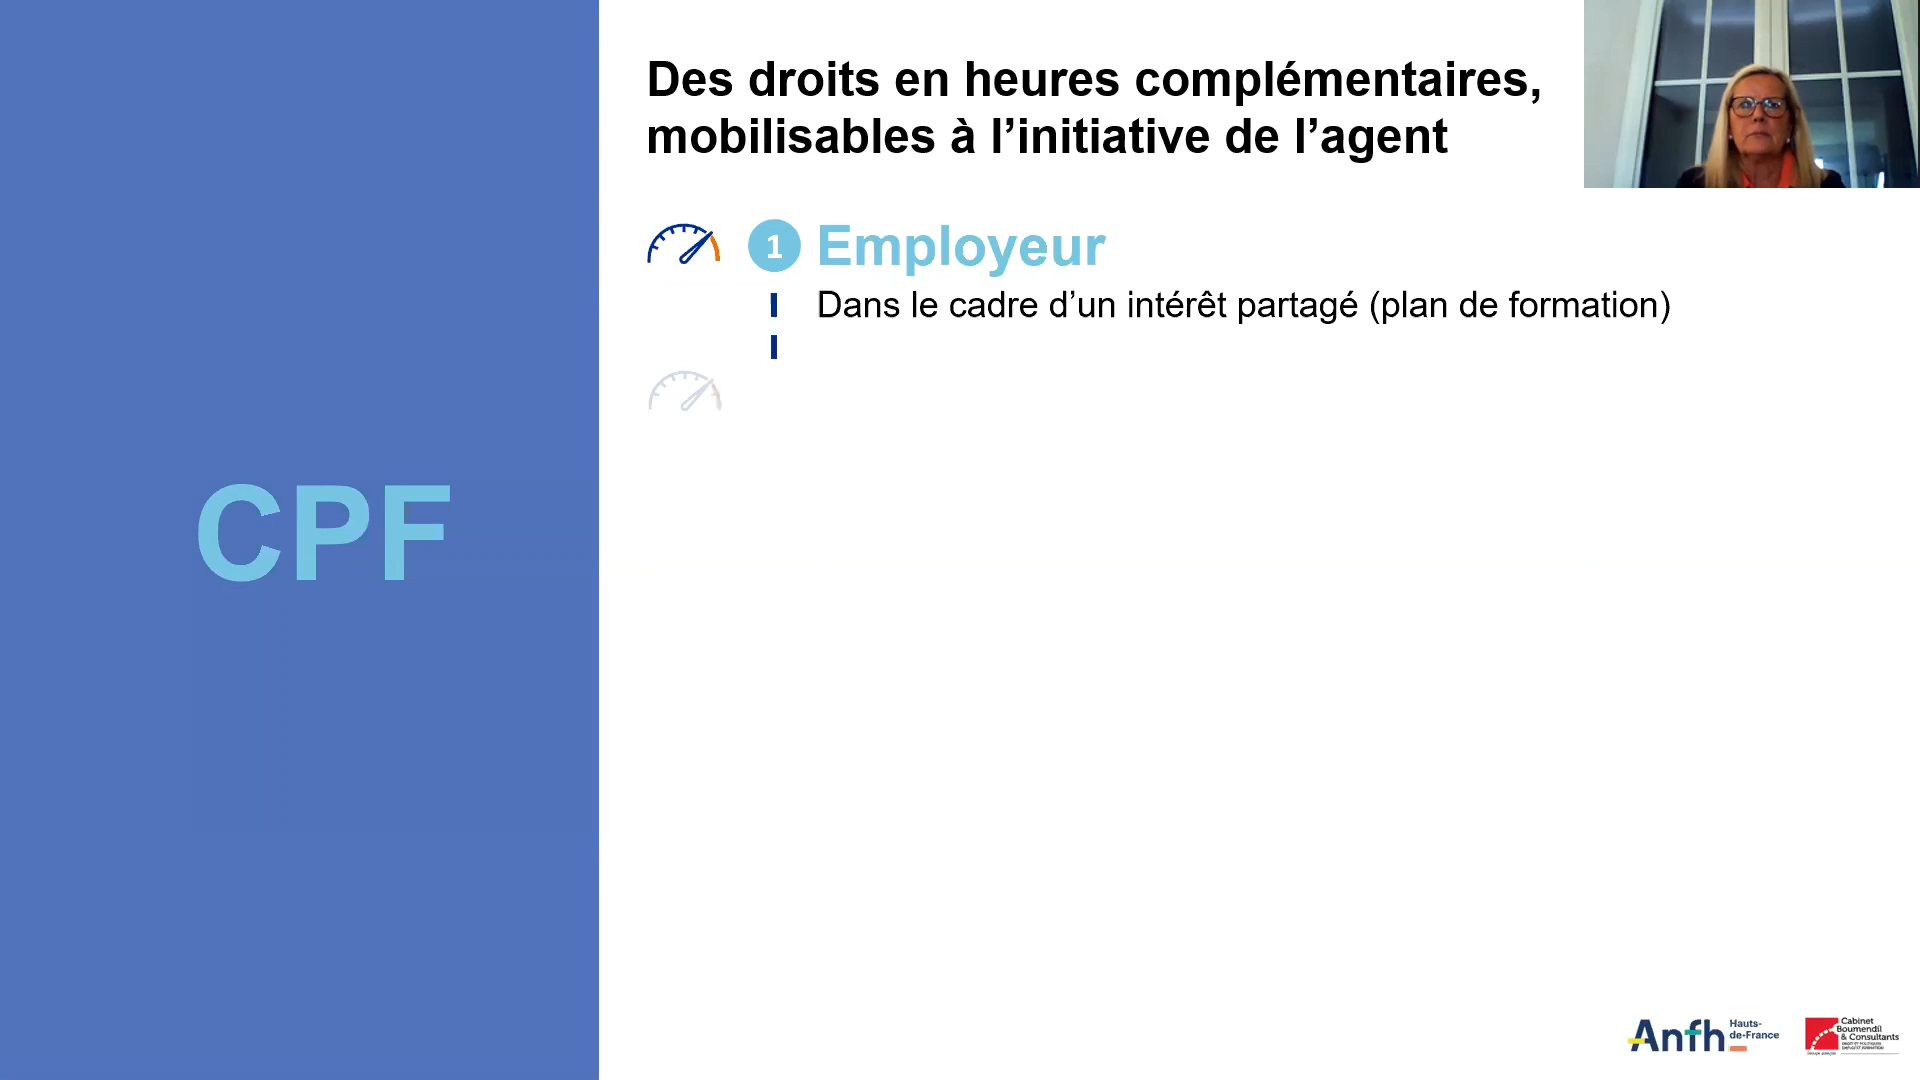 Des droits en heures complémentaires,
mobilisables à l’initiative de l’agent
1 Employeur
Dans le cadre d’un intérêt partagé (plan de formation)
CPF
Anfh Hauts-
de-France
Cabinet
Boumendil
& Consultants